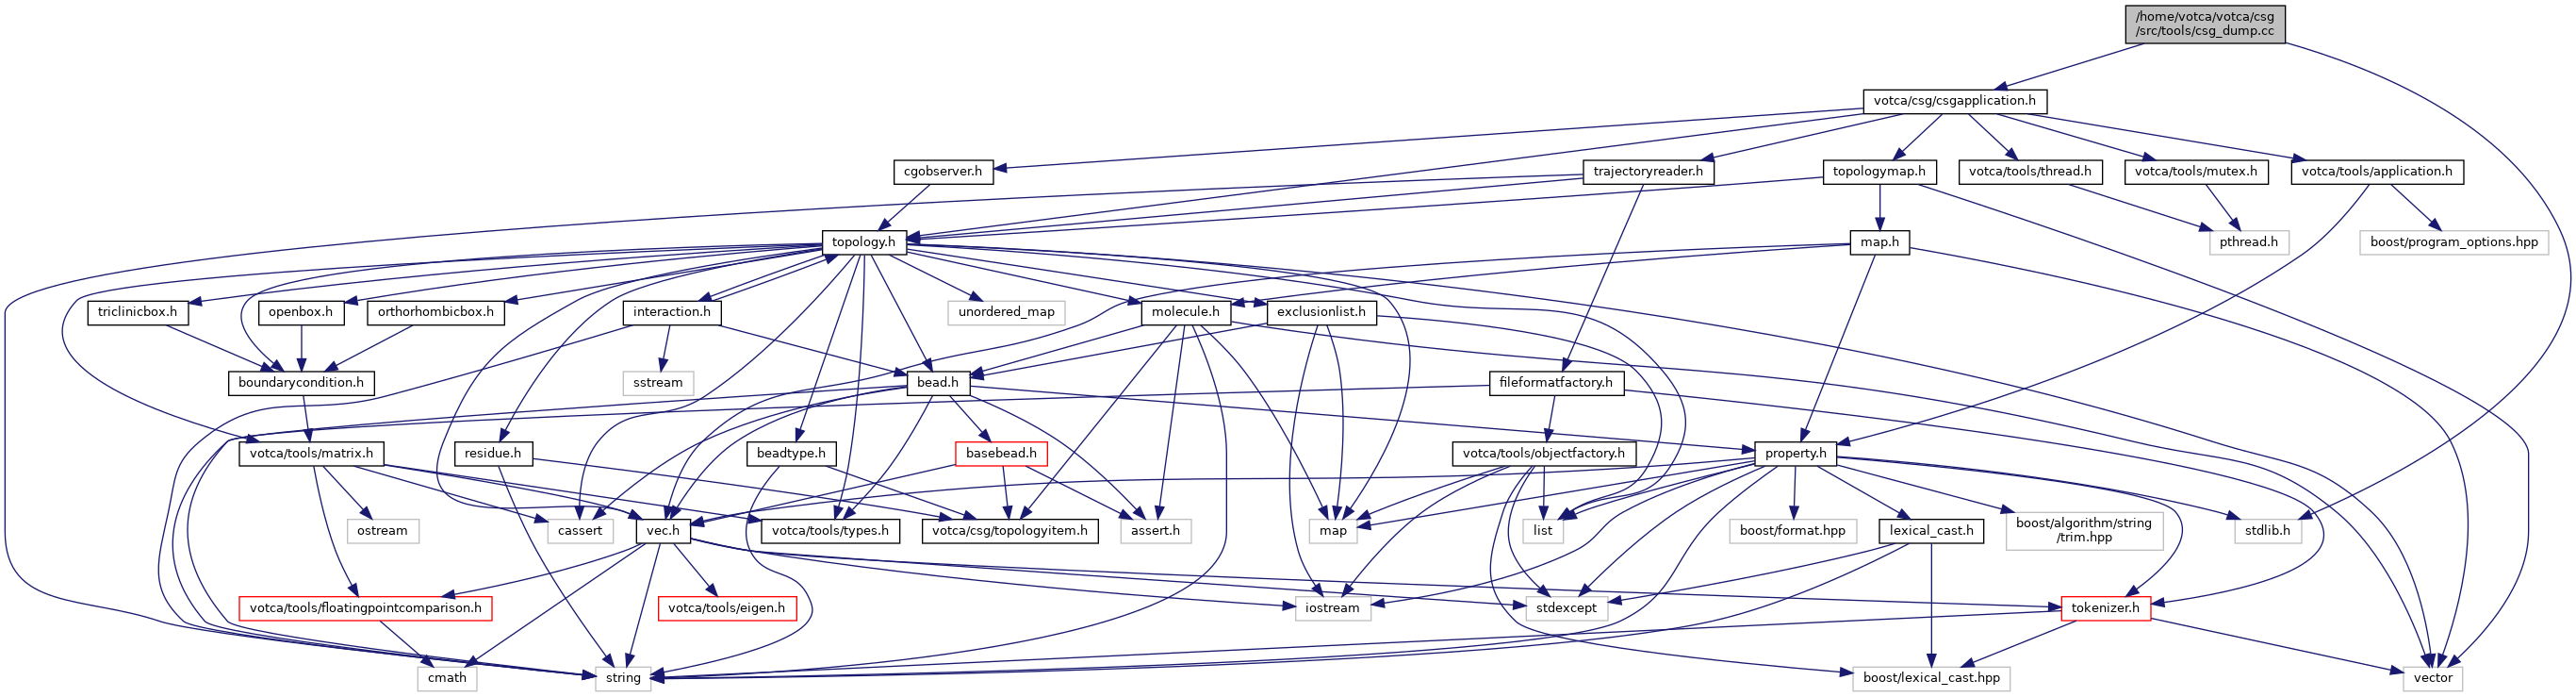 /home/votca/votca/csg
/src/tools/csg_dump.cc
votca/csg/csgapplication.h
cgobserver.h
trajectoryreader.h
topologymap.h
votca/tools/thread.h
votca/tools/mutex.h
votca/tools/application.h
topology.h
map.h
pthread.h
boost/program_options.hpp
triclinicbox.h
openbox.h
orthorhombicbox.h
interaction.h
unordered_map
molecule.h
exclusionlist.h
boundarycondition.h
sstream
bead.h
fileformatfactory.h
votca/tools/matrix.h
residue.h
beadtype.h
basebead.h
votca/tools/objectfactory.h
property.h
ostream
cassert
vec.h
votca/tools/types.h
votca/csg/topologyitem.h
assert.h
map
list
boost/format.hpp
lexical_cast.h
boost/algorithm/string
/trim.hpp
stdlib.h
votca/tools/floatingpointcomparison.h
votca/tools/eigen.h
iostream
stdexcept
tokenizer.h
cmath
string
boost/lexical_cast.hpp
vector